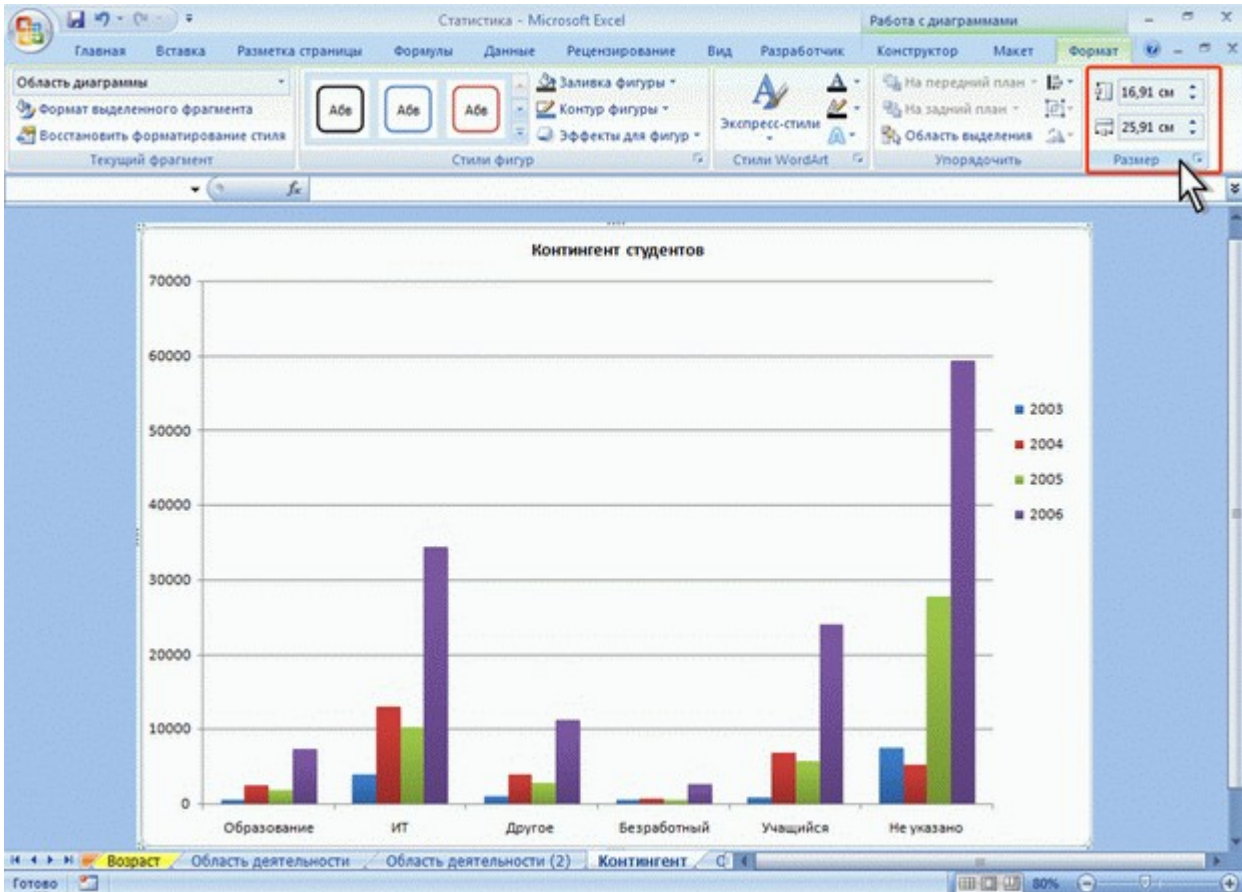 Статистика - Microsoft Excel
Работа с диаграммами
Главная Вставка Разметка страницы Формулы Данные Рецензирование Вид Разработчик Конструктор Макет Формат
Область диаграммы
Формат выделенного фрагмента
Восстановить форматирование стиля
Текущий фрагмент
Абв Абв Абв
Заливка фигуры
Контур фигуры
Эффекты для фигур
Стили фигур
Экспресс-стили
Стили WordArt
На передний план
На задний план
Область выделения
Упорядочить
16,91 см
25,91 см
Размер
fx
Контингент студентов
70000
60000
50000
40000
30000
20000
10000
0
2003
2004
2005
2006
Образование ИТ Другое Безработный Учащийся Не указано
Возраст Область деятельности Область деятельности (2) Контингент
Готово 80%